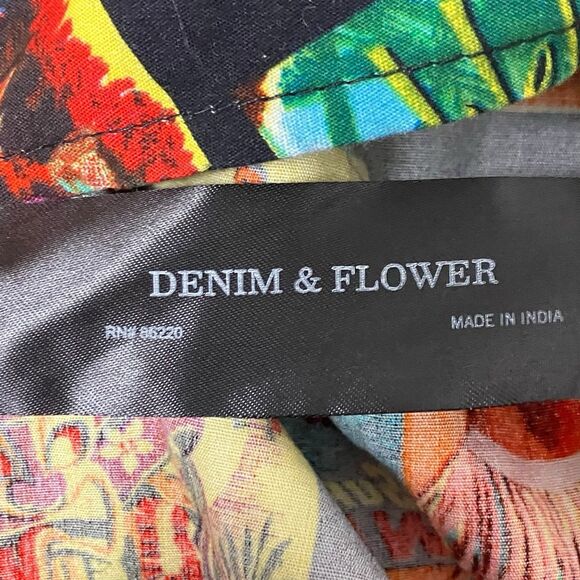 DENIM & FLOWER
RN# 86220
MADE IN INDIA